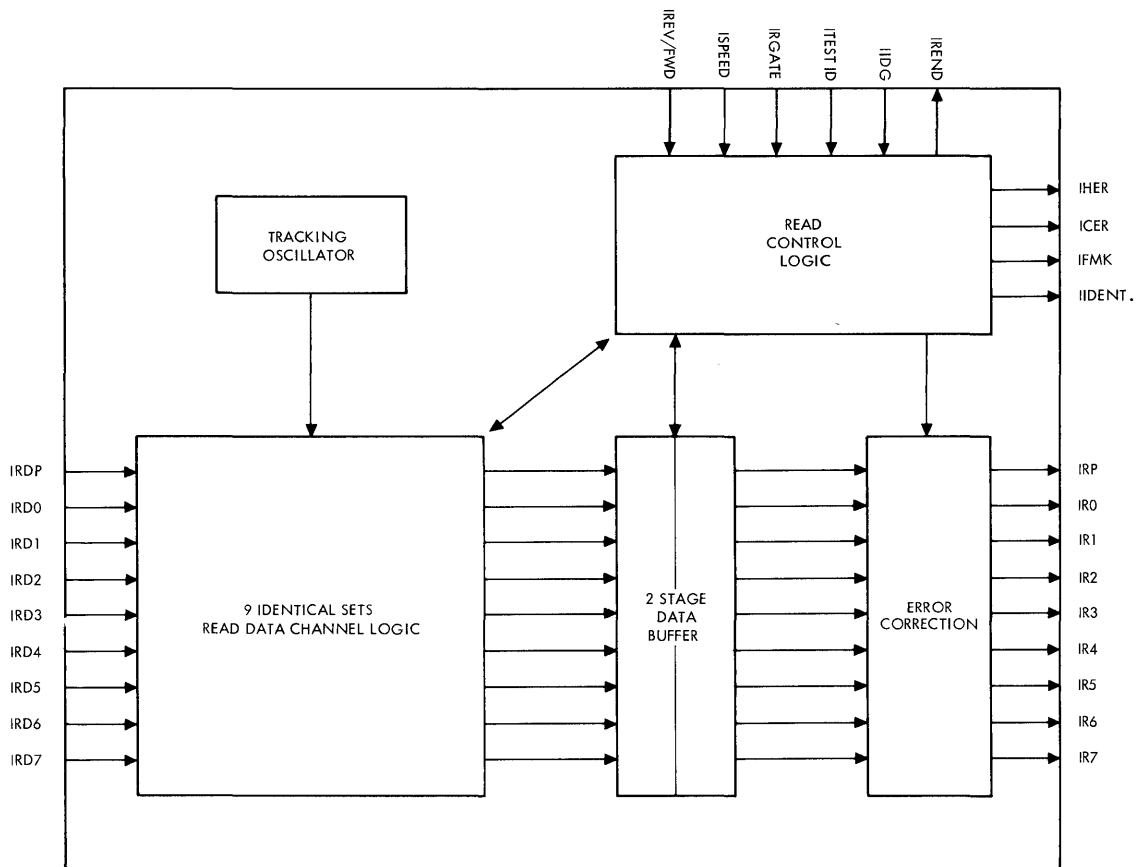 IREV/FWD
ISPEED
IRGATE
ITEST ID
IIDG
IREND
IHER
ICER
IFMK
IIDENT.
READ
CONTROL
LOGIC
TRACKING
OSCILLATOR
IRDP
IRD0
IRD1
IRD2
IRD3
IRD4
IRD5
IRD6
IRD7
9 IDENTICAL SETS
READ DATA CHANNEL LOGIC
2 STAGE
DATA
BUFFER
ERROR
CORRECTION
IRP
IR0
IR1
IR2
IR3
IR4
IR5
IR6
IR7